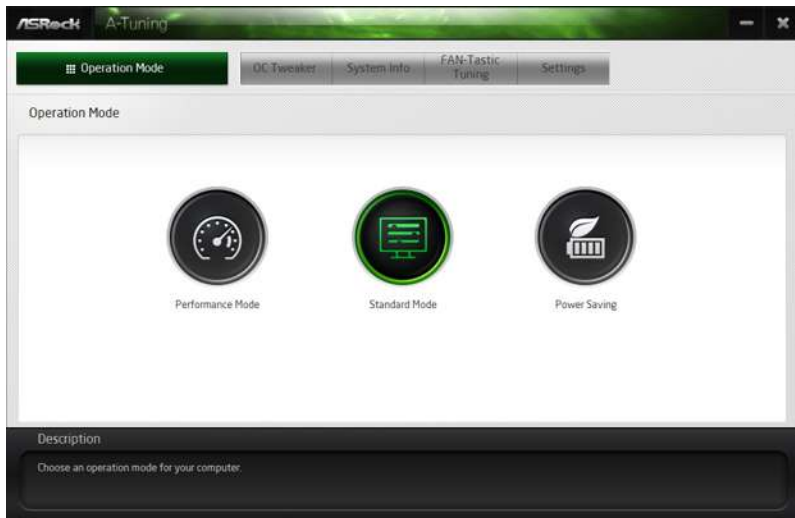 ASRock A-Tuning
Operation Mode OC Tweaker System Info FAN-Tastic Tuning Settings
Operation Mode
Performance Mode Standard Mode Power Saving
Description
Choose an operation mode for your computer.